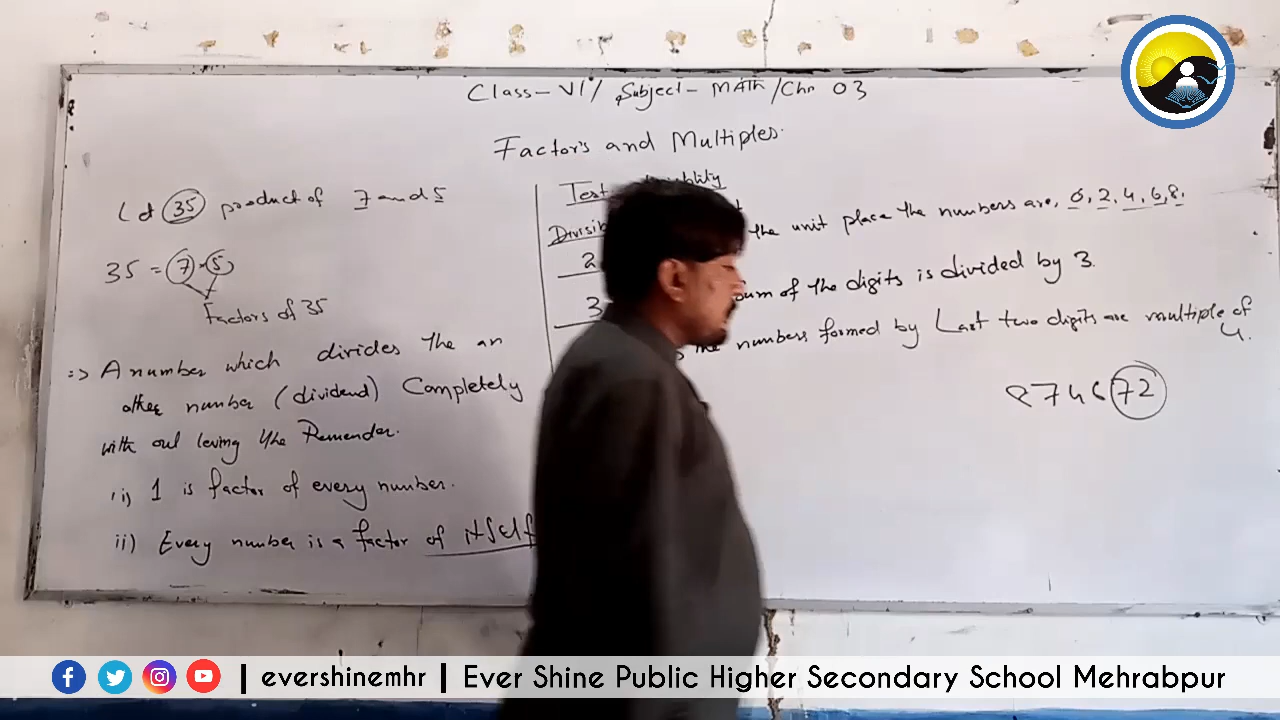 Class-VI/ Subject- MATH /Chr 03
Factor's and Multiples.
Let 35 product of 7 and 5
35 = 7 × 5
Factors of 35
=> A number which divides the an
other number (dividend) Completely
with out leving the Remender.
i) 1 is factor of every number.
ii) Every number is a factor of itself
Test
Divisib
2 the unit place the numbers are, 0, 2, 4, 6, 8.
3 sum of the digits is divided by 3.
the numbers formed by Last two digits are multiple of
4.
874672
| evershinemhr | Ever Shine Public Higher Secondary School Mehrabpur